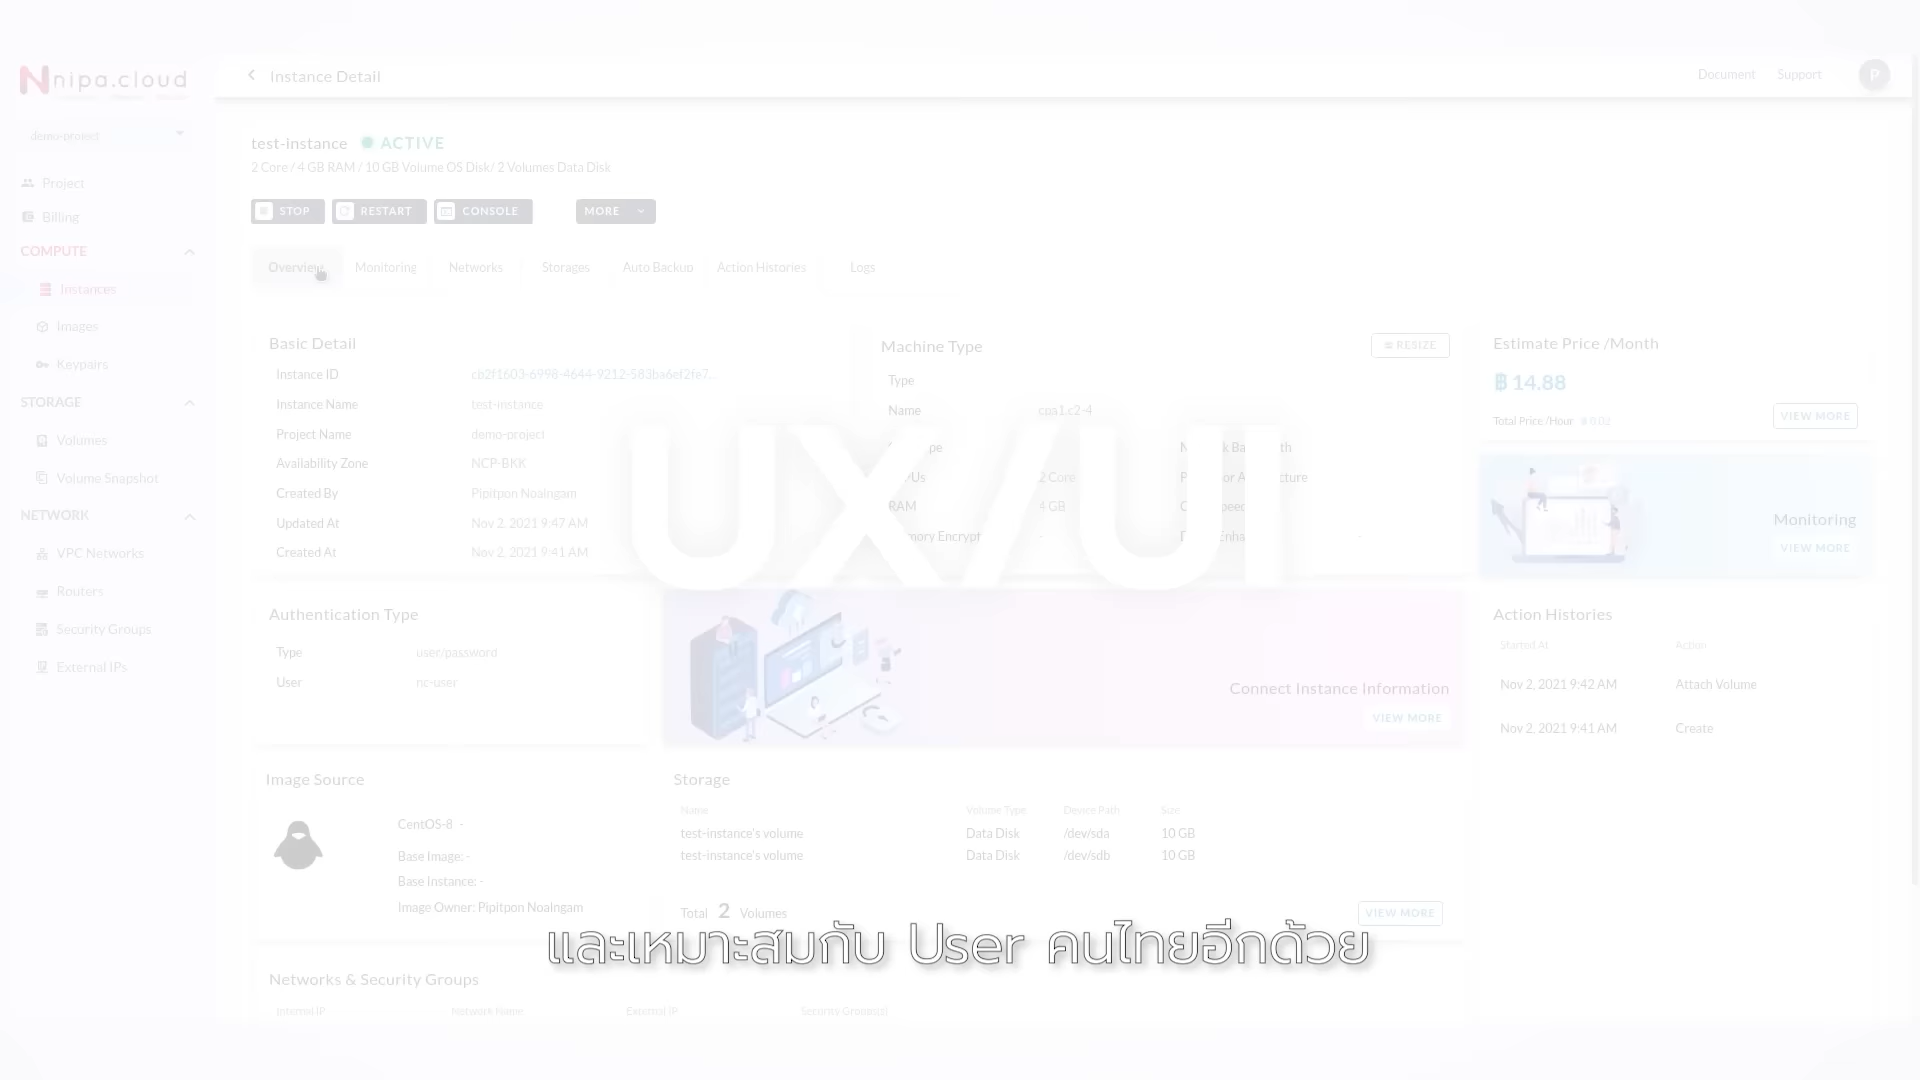 nipa.cloud
Instance Detail
Document
Support
P
demo-project
Project
Billing
COMPUTE
Instances
Images
Keypairs
STORAGE
Volumes
Volume Snapshot
NETWORK
VPC Networks
Routers
Security Groups
External IPs
test-instance ACTIVE
2 Core / 4 GB RAM / 10 GB Volume OS Disk/ 2 Volumes Data Disk
STOP RESTART CONSOLE MORE
Overview Monitoring Networks Storages Auto Backup Action Histories Logs
Basic Detail
Instance ID cb2f1603-6998-4644-9212-583ba6ef2fe7...
Instance Name test-instance
Project Name demo-project
Availability Zone NCP-BKK
Created By Pipitpon Noalngam
Updated At Nov 2, 2021 9:47 AM
Created At Nov 2, 2021 9:41 AM
Machine Type
RESIZE
Type
Name cpa1.c2-4
2 Core
RAM 4 GB
Estimate Price /Month
฿ 14.88
Total Price /Hour ฿ 0.02
VIEW MORE
Monitoring
VIEW MORE
UX/UI
Authentication Type
Type user/password
User nc-user
Connect Instance Information
VIEW MORE
Action Histories
Started At Action
Nov 2, 2021 9:42 AM Attach Volume
Nov 2, 2021 9:41 AM Create
Image Source
CentOS-8 -
Base Image: -
Base Instance: -
Image Owner: Pipitpon Noalngam
Storage
Name Volume Type Device Path Size
test-instance's volume Data Disk /dev/sda 10 GB
test-instance's volume Data Disk /dev/sdb 10 GB
Total 2 Volumes
VIEW MORE
และเหมาะสมกับ User คนไทยอีกด้วย
Networks & Security Groups
Internal IP Network Name External IP Security Group(s)